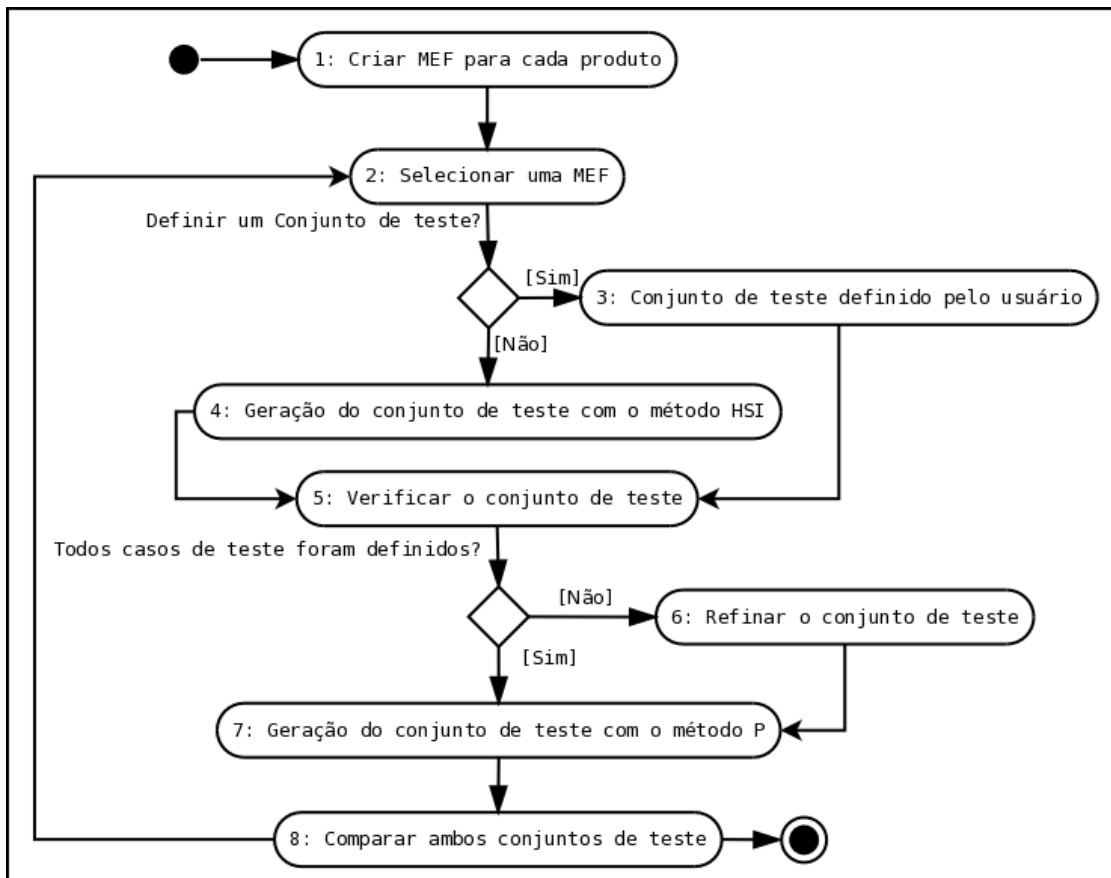 1: Criar MEF para cada produto
2: Selecionar uma MEF
Definir um Conjunto de teste?
[Sim]
3: Conjunto de teste definido pelo usuário
[Não]
4: Geração do conjunto de teste com o método HSI
5: Verificar o conjunto de teste
Todos casos de teste foram definidos?
[Não]
6: Refinar o conjunto de teste
[Sim]
7: Geração do conjunto de teste com o método P
8: Comparar ambos conjuntos de teste